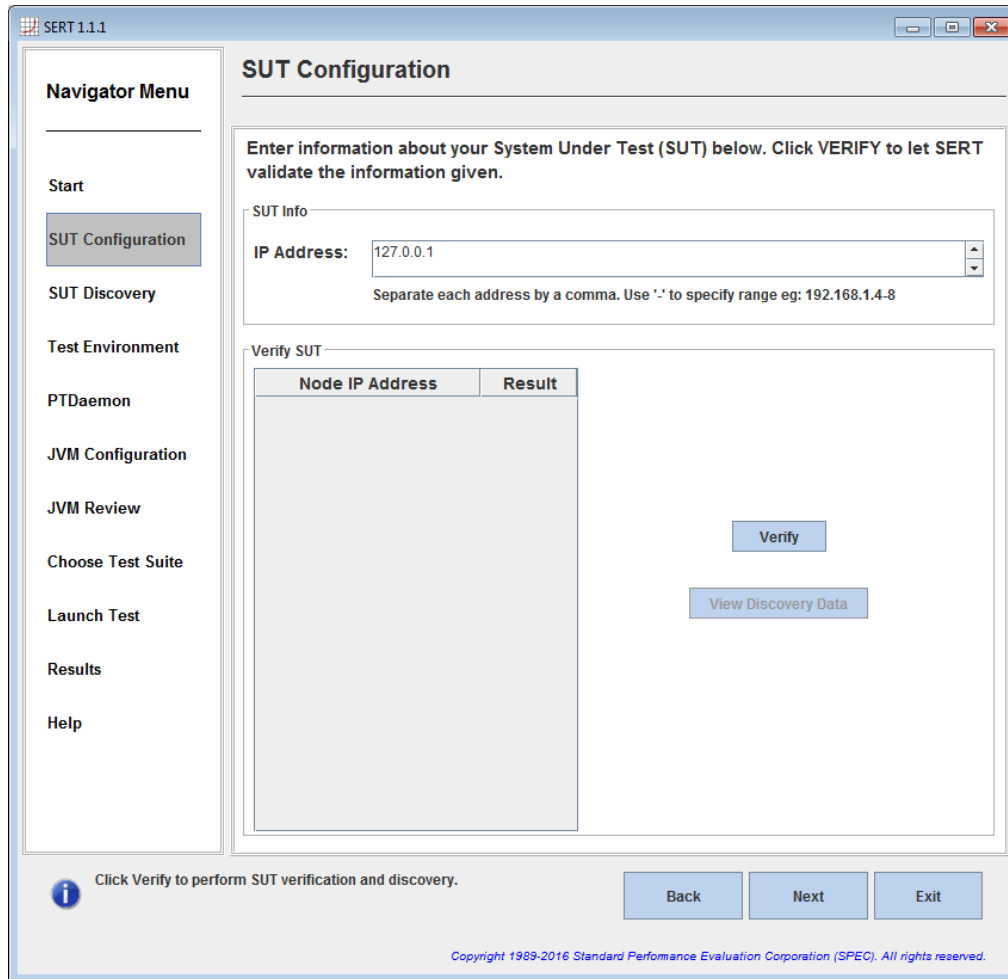 SERT 1.1.1
Navigator Menu
Start
SUT Configuration
SUT Discovery
Test Environment
PTDaemon
JVM Configuration
JVM Review
Choose Test Suite
Launch Test
Results
Help
SUT Configuration
Enter information about your System Under Test (SUT) below. Click VERIFY to let SERT
validate the information given.
SUT Info
IP Address:
127.0.0.1
Separate each address by a comma. Use '-' to specify range eg: 192.168.1.4-8
Verify SUT
Node IP Address
Result
Verify
View Discovery Data
Click Verify to perform SUT verification and discovery.
Back
Next
Exit
Copyright 1989-2016 Standard Performance Evaluation Corporation (SPEC). All rights reserved.